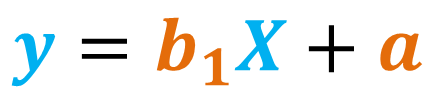 y = b₁X + a